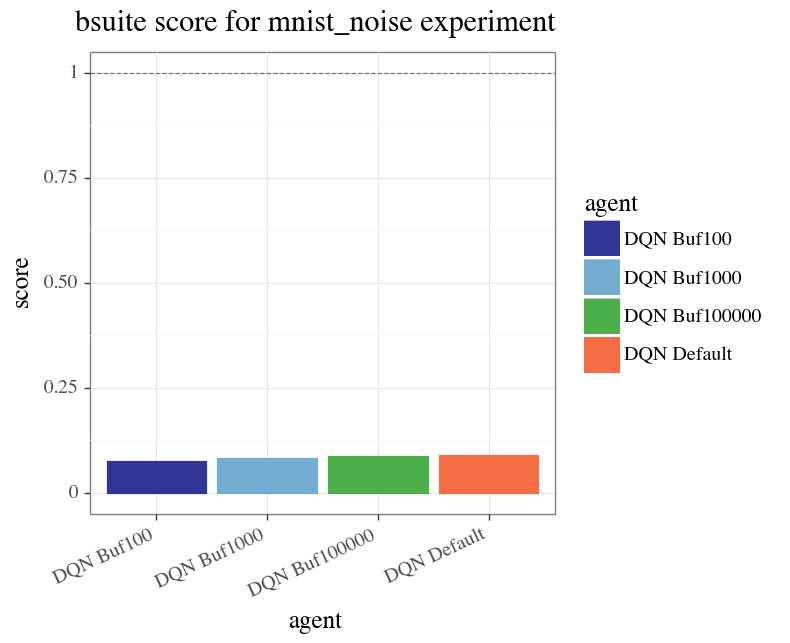 bsuite score for mnist_noise experiment
1
0.75
0.50
0.25
0
score
DQN Buf100
DQN Buf1000
DQN Buf100000
DQN Default
agent
agent
DQN Buf100
DQN Buf1000
DQN Buf100000
DQN Default